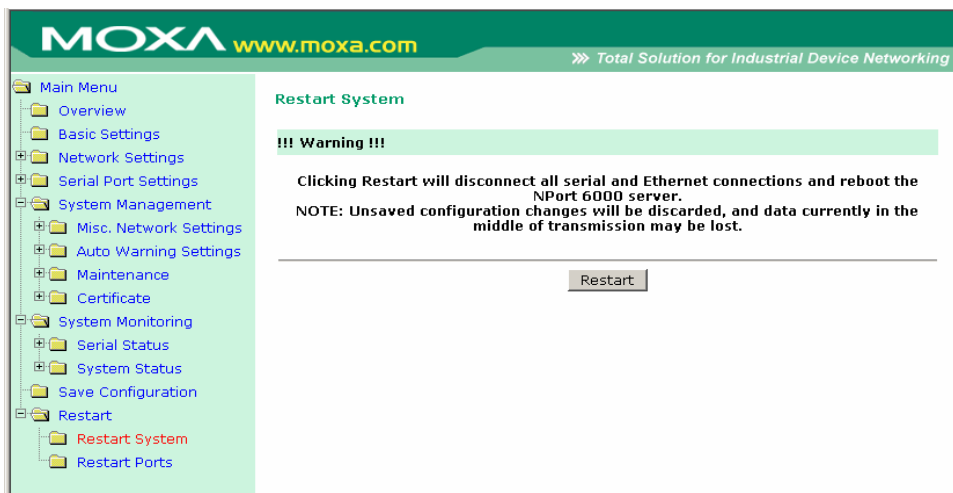 MOXA www.moxa.com
Total Solution for Industrial Device Networking
Main Menu
Overview
Basic Settings
Network Settings
Serial Port Settings
System Management
Misc. Network Settings
Auto Warning Settings
Maintenance
Certificate
System Monitoring
Serial Status
System Status
Save Configuration
Restart
Restart System
Restart Ports
Restart System
!!! Warning !!!
Clicking Restart will disconnect all serial and Ethernet connections and reboot the
NPort 6000 server.
NOTE: Unsaved configuration changes will be discarded, and data currently in the
middle of transmission may be lost.
Restart